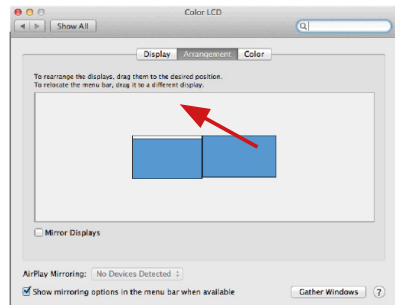 Color LCD
Show All
Display Arrangement Color
To rearrange the displays, drag them to the desired position.
To relocate the menu bar, drag it to a different display.
Mirror Displays
AirPlay Mirroring: No Devices Detected
Show mirroring options in the menu bar when available
Gather Windows ?